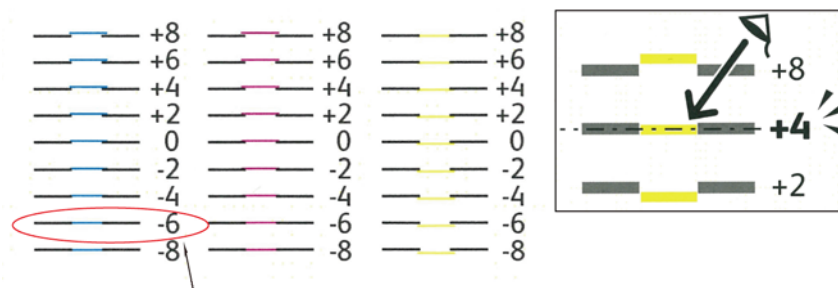 +8 +8 +8
+6 +6 +6
+4 +4 +4
+2 +2 +2
0 0 0
-2 -2 -2
-4 -4 -4
-6 -6 -6
-8 -8 -8
+8
+4
+2